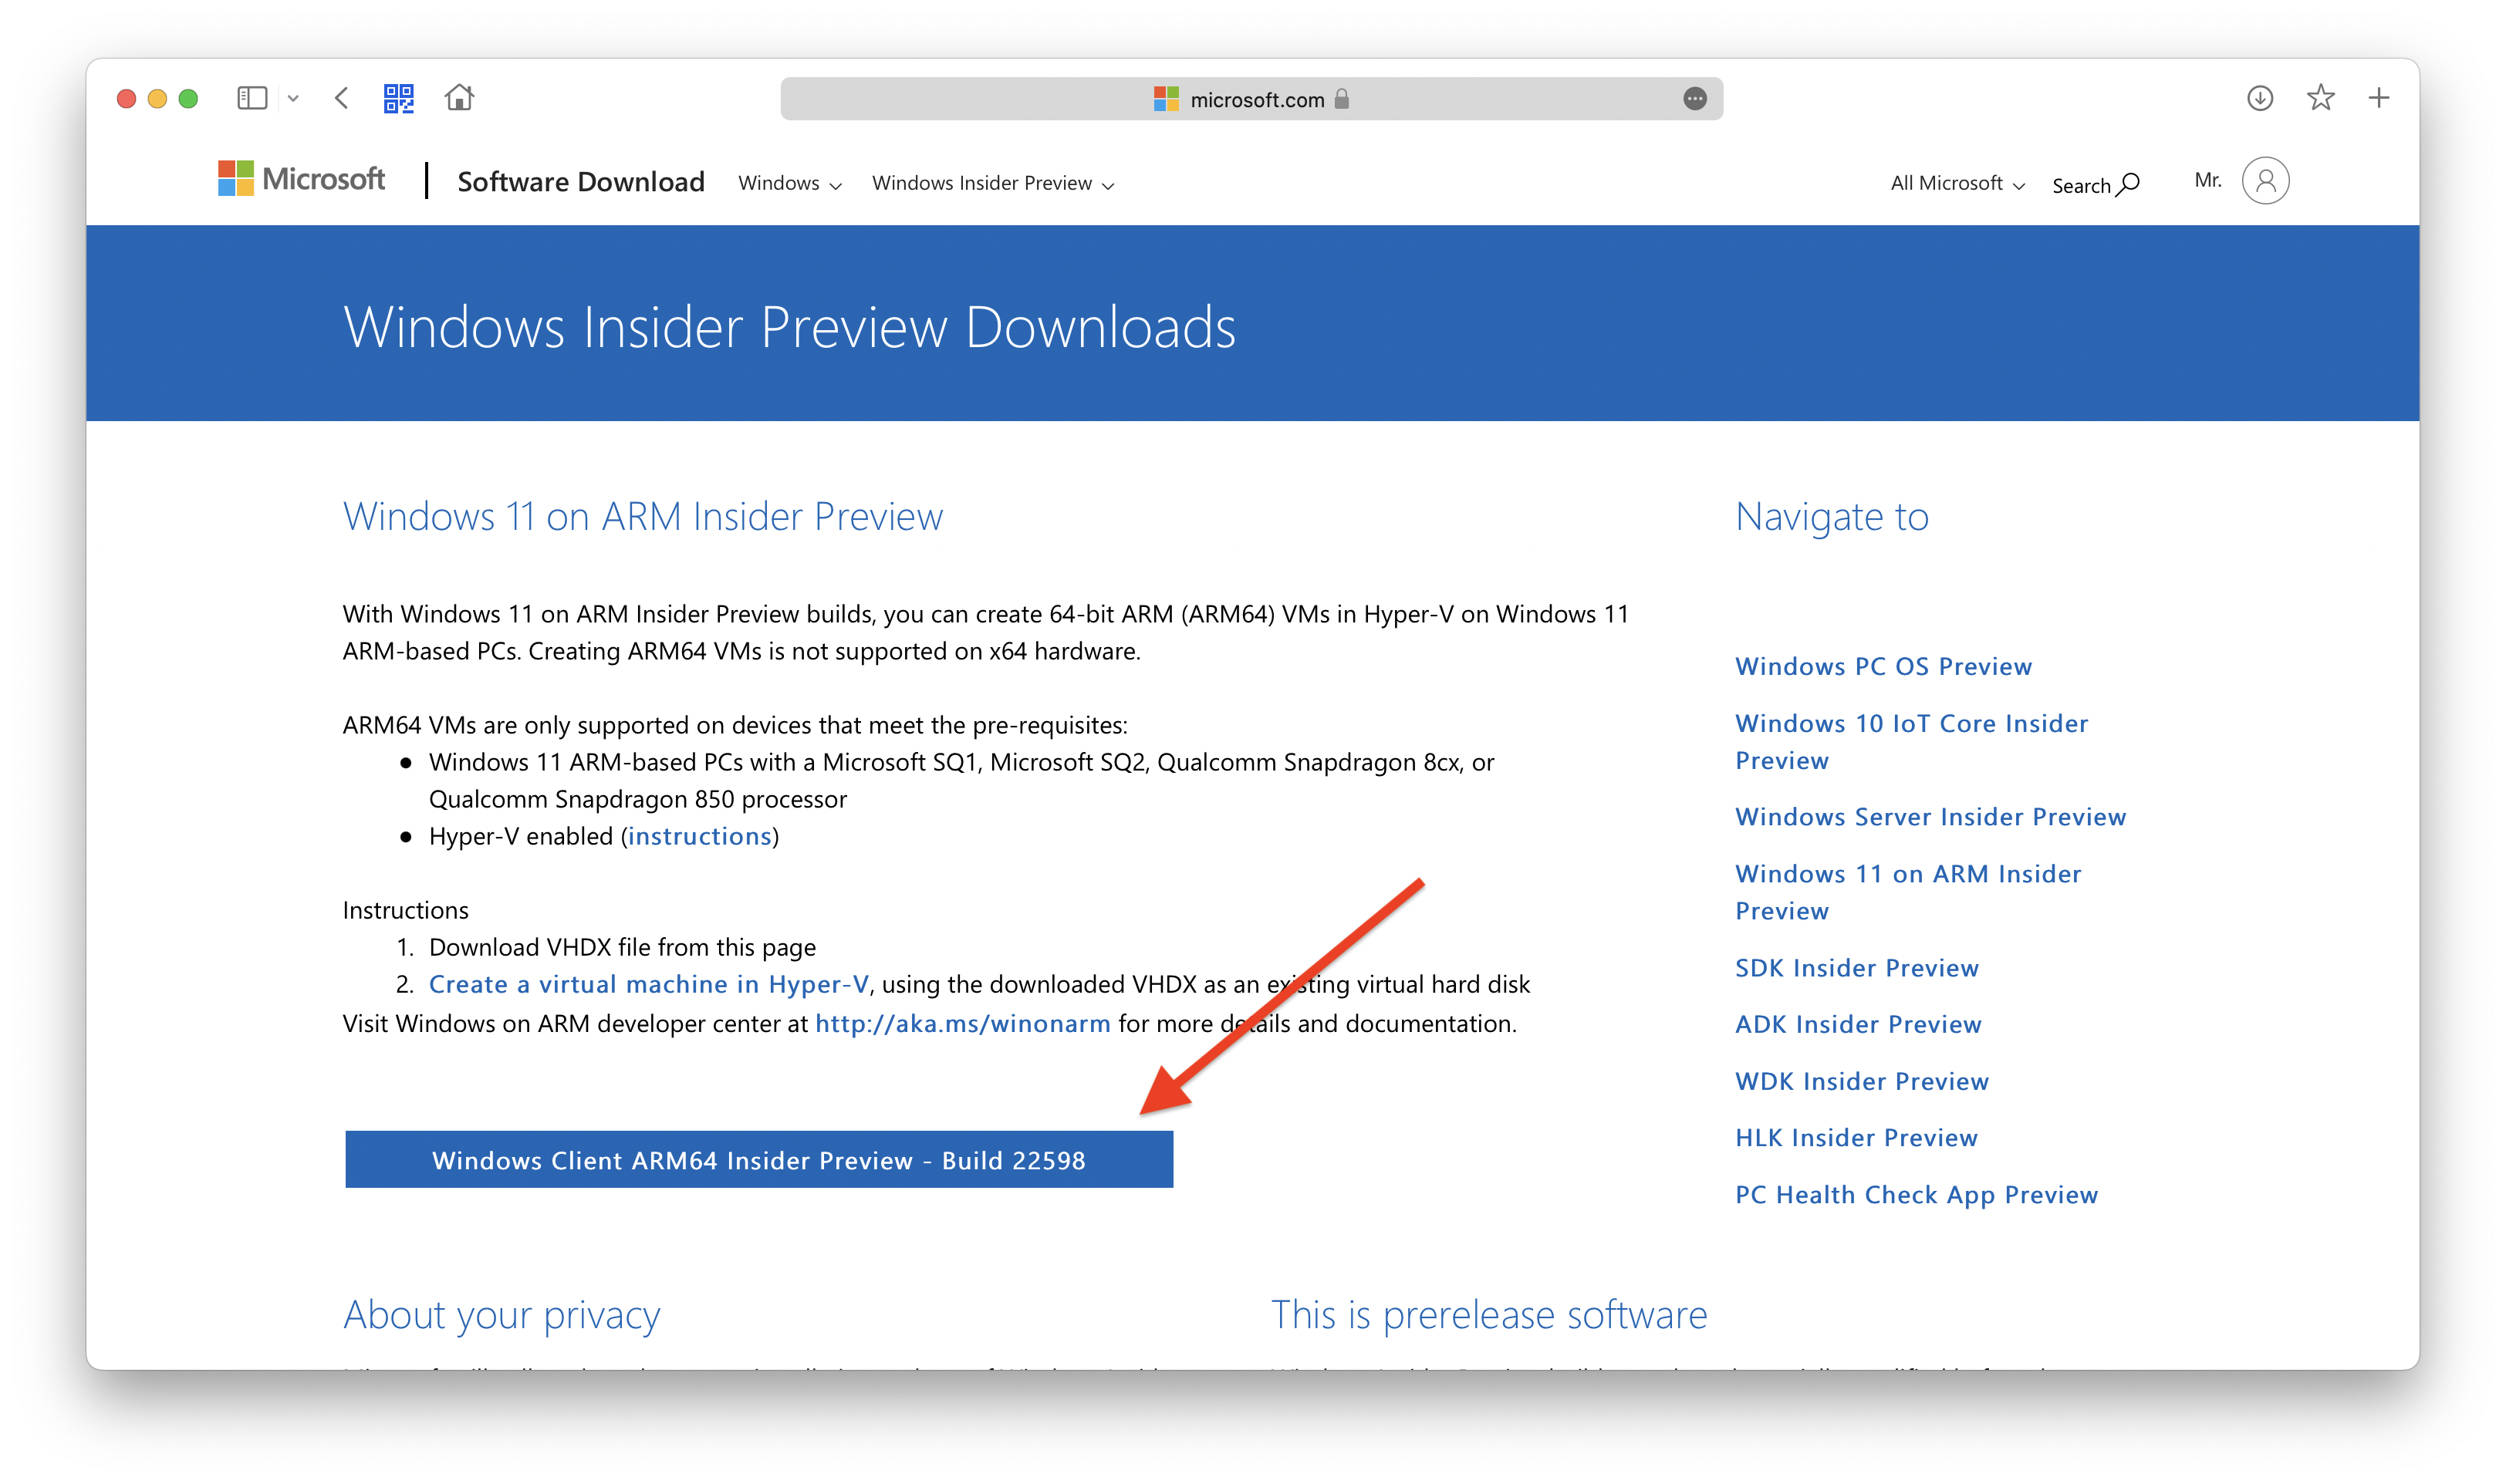 microsoft.com
Microsoft
Software Download
Windows
Windows Insider Preview
All Microsoft
Search
Mr.
Windows Insider Preview Downloads
Windows 11 on ARM Insider Preview
With Windows 11 on ARM Insider Preview builds, you can create 64-bit ARM (ARM64) VMs in Hyper-V on Windows 11
ARM-based PCs. Creating ARM64 VMs is not supported on x64 hardware.
ARM64 VMs are only supported on devices that meet the pre-requisites:
● Windows 11 ARM-based PCs with a Microsoft SQ1, Microsoft SQ2, Qualcomm Snapdragon 8cx, or
Qualcomm Snapdragon 850 processor
● Hyper-V enabled (instructions)
Instructions
1. Download VHDX file from this page
2. Create a virtual machine in Hyper-V, using the downloaded VHDX as an existing virtual hard disk
Visit Windows on ARM developer center at http://aka.ms/winonarm for more details and documentation.
Windows Client ARM64 Insider Preview - Build 22598
Navigate to
Windows PC OS Preview
Windows 10 IoT Core Insider
Preview
Windows Server Insider Preview
Windows 11 on ARM Insider
Preview
SDK Insider Preview
ADK Insider Preview
WDK Insider Preview
HLK Insider Preview
PC Health Check App Preview
About your privacy
This is prerelease software